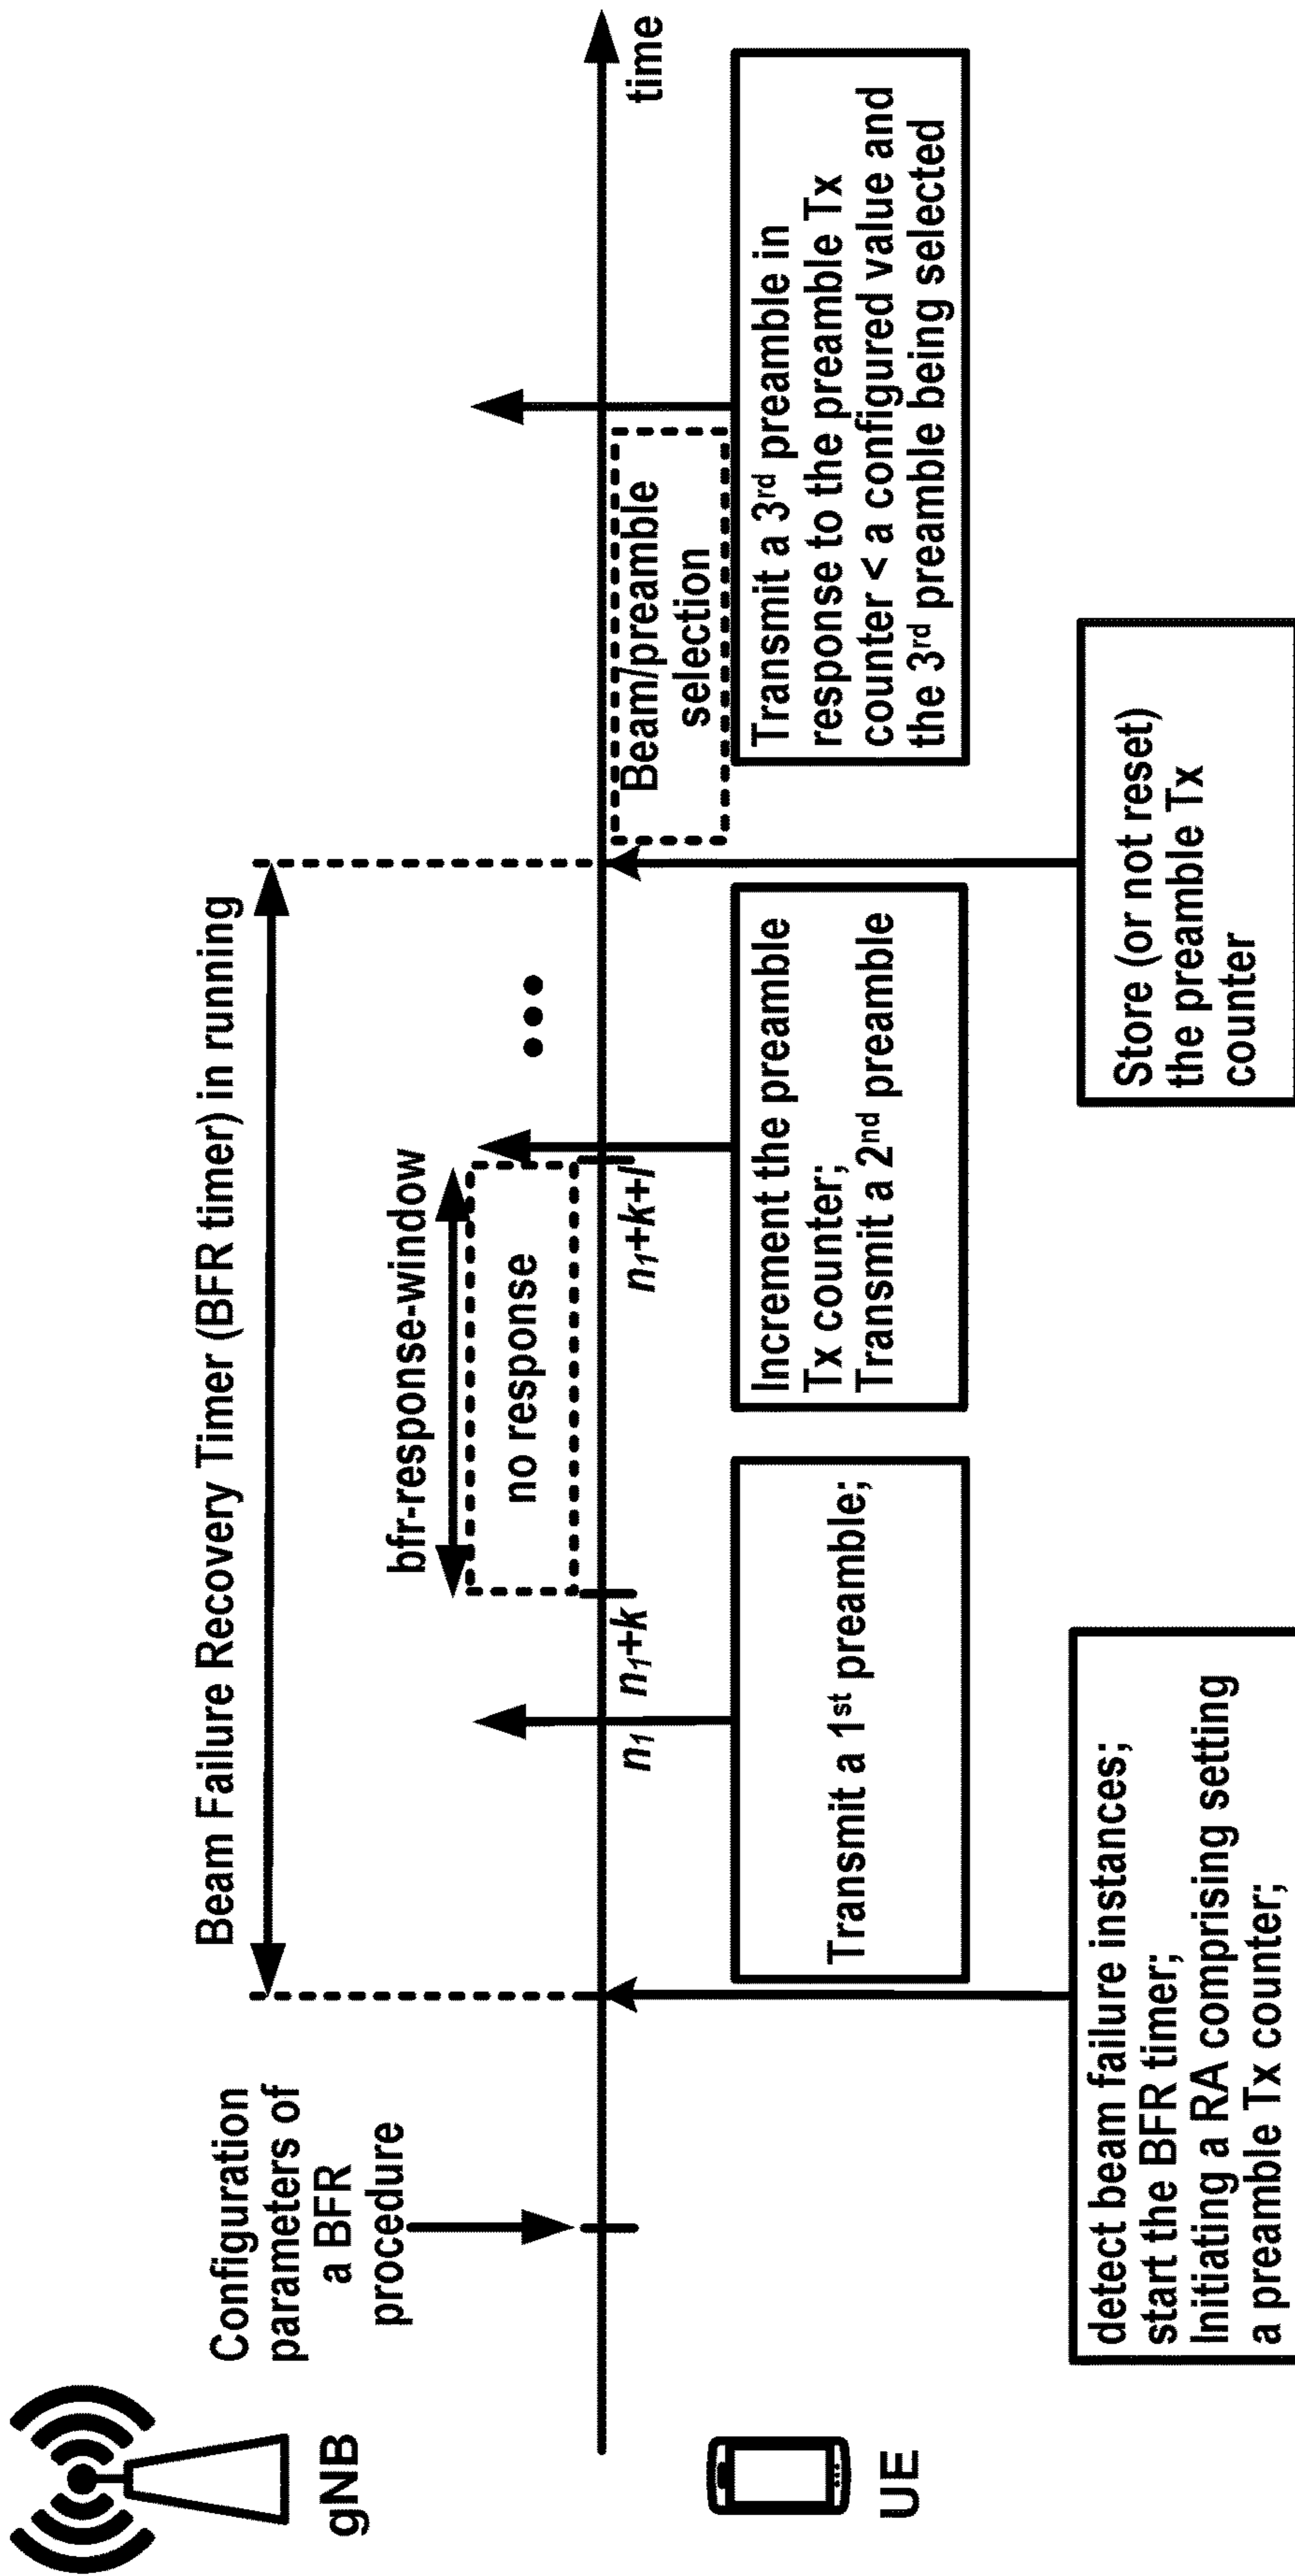 gNB
UE
Configuration
parameters of
a BFR
procedure
Beam Failure Recovery Timer (BFR timer) in running
bfr-response-window
no response
n1
n1+k
n1+k+l
time
Beam/preamble
selection
Transmit a 1st preamble;
Increment the preamble
Tx counter;
Transmit a 2nd preamble
Transmit a 3rd preamble in
response to the preamble Tx
counter < a configured value and
the 3rd preamble being selected
detect beam failure instances;
start the BFR timer;
Initiating a RA comprising setting
a preamble Tx counter;
Store (or not reset)
the preamble Tx
counter